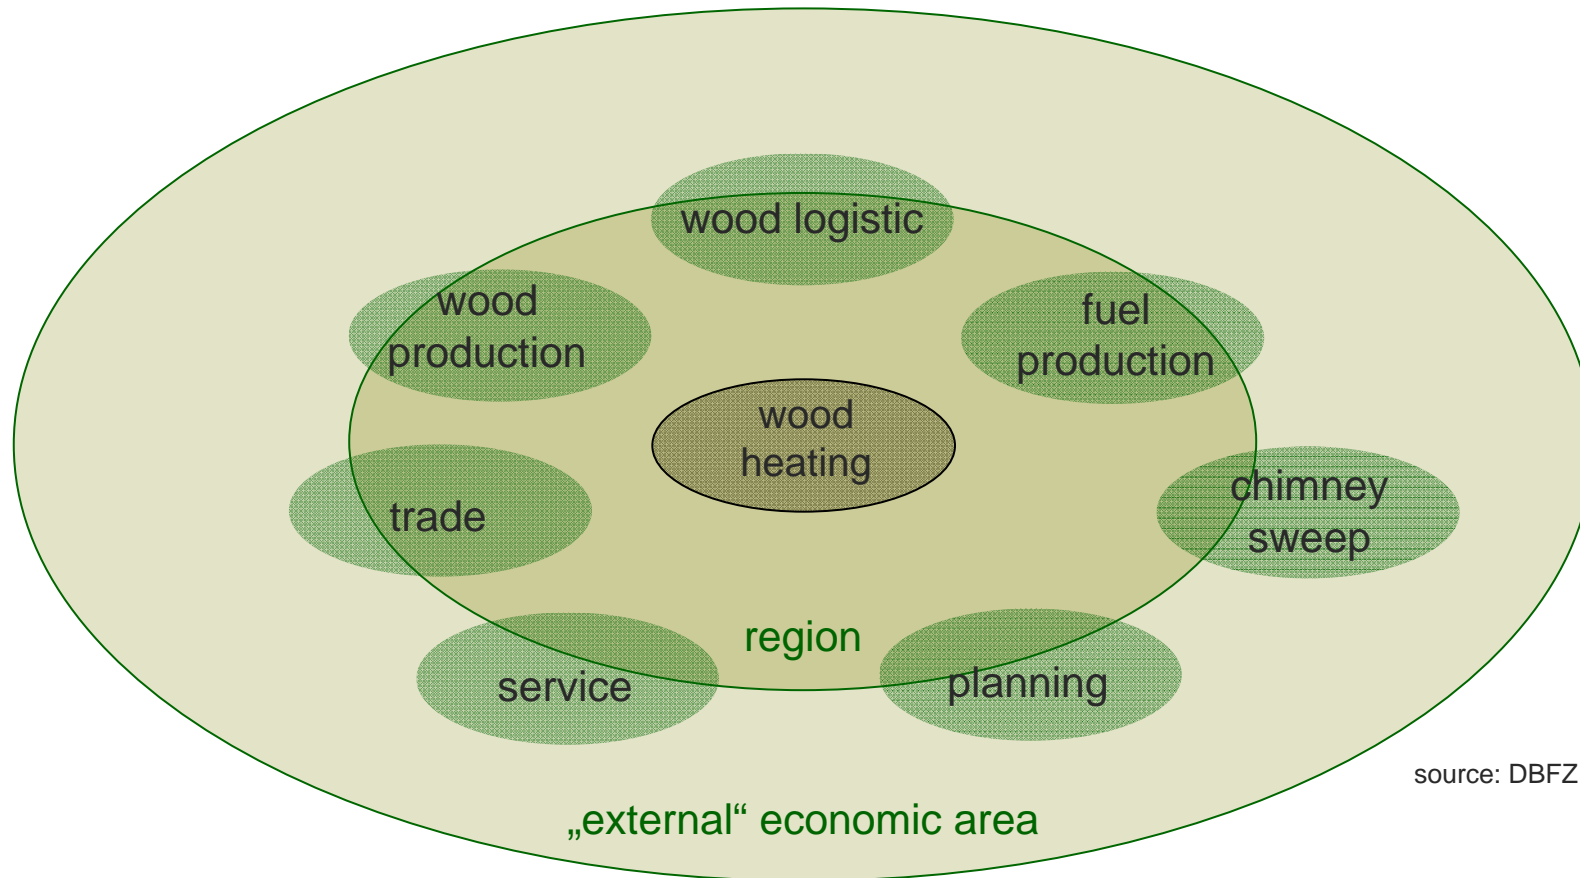 wood logistic
wood
production
fuel
production
wood
heating
trade
chimney
sweep
region
service
planning
source: DBFZ
„external“ economic area